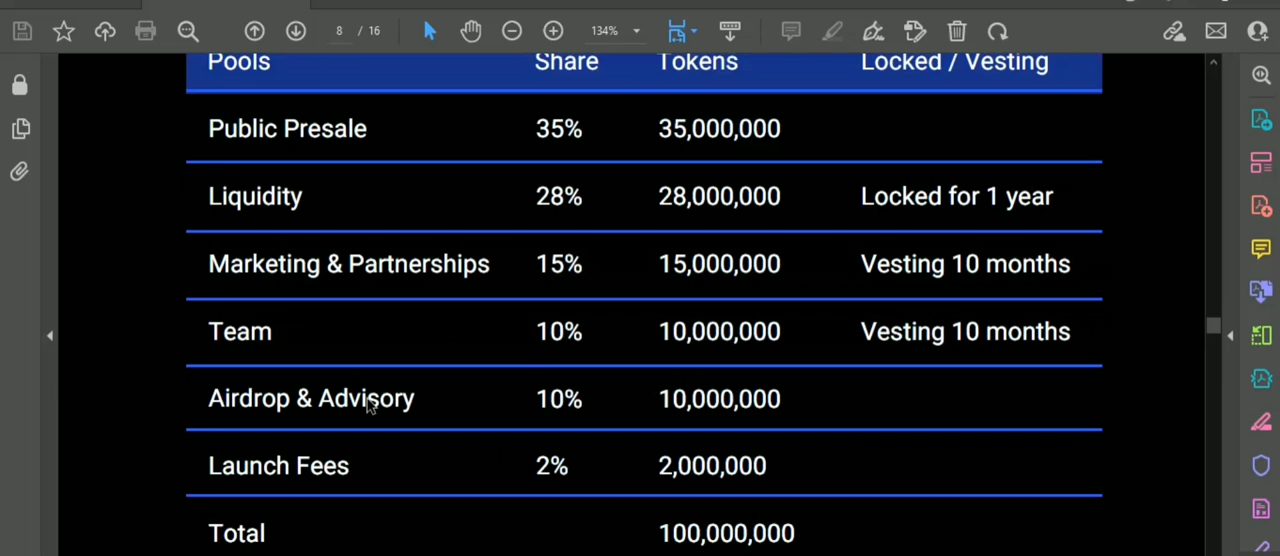 8 / 16 134%
Pools Share Tokens Locked / Vesting
Public Presale 35% 35,000,000
Liquidity 28% 28,000,000 Locked for 1 year
Marketing & Partnerships 15% 15,000,000 Vesting 10 months
Team 10% 10,000,000 Vesting 10 months
Airdrop & Advisory 10% 10,000,000
Launch Fees 2% 2,000,000
Total 100,000,000